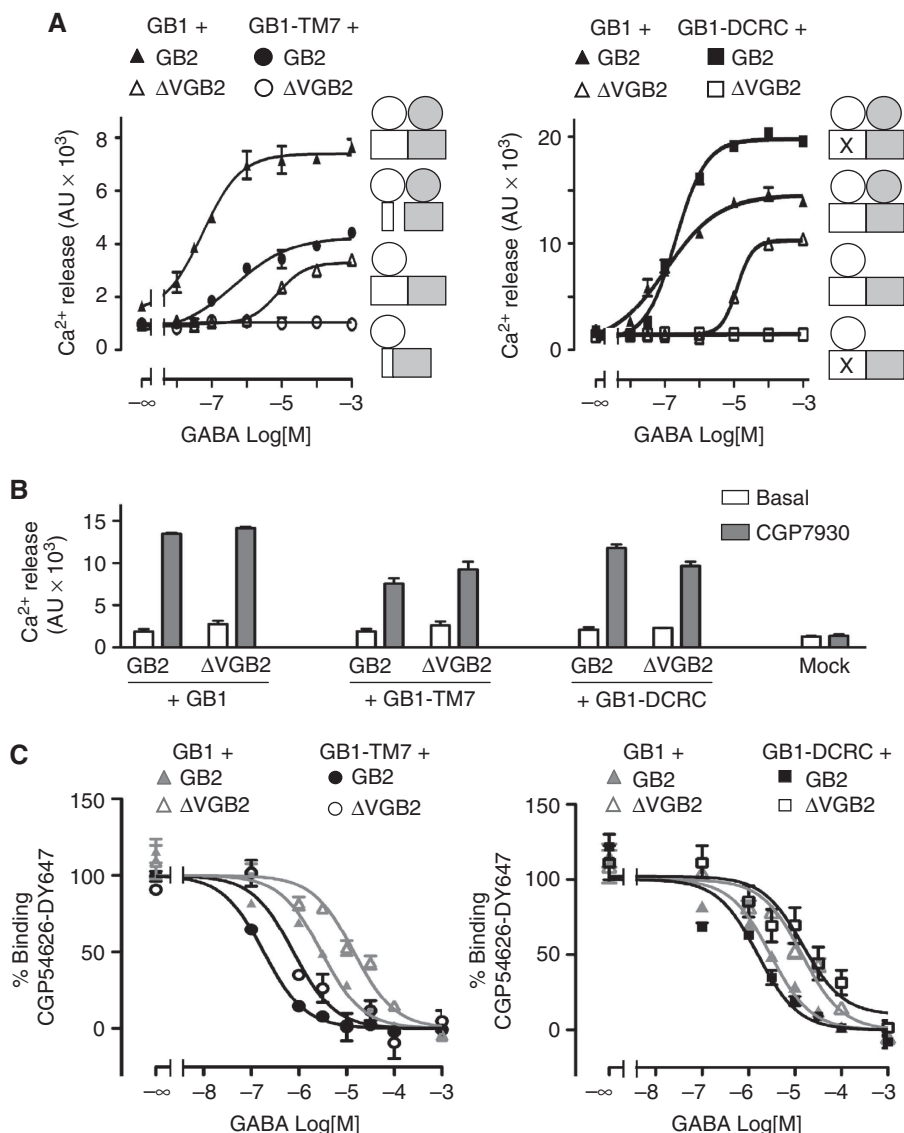 A
GB1 + GB1-TM7 +
▲ GB2 ● GB2
△ ΔVGB2 ○ ΔVGB2
Ca²⁺ release (AU × 10³)
8
6
4
2
0
−∞ −7 −5 −3
GABA Log[M]
GB1 + GB1-DCRC +
▲ GB2 ■ GB2
△ ΔVGB2 □ ΔVGB2
Ca²⁺ release (AU × 10³)
20
10
0
−∞ −7 −5 −3
GABA Log[M]
X
X
B
Ca²⁺ release
(AU × 10³)
15
10
5
0
Basal
CGP7930
GB2 ΔVGB2 GB2 ΔVGB2 GB2 ΔVGB2 Mock
+ GB1 + GB1-TM7 + GB1-DCRC
C
GB1 + GB1-TM7 +
▲ GB2 ● GB2
△ ΔVGB2 ○ ΔVGB2
% Binding
CGP54626-DY647
150
100
50
0
−∞ −7 −6 −5 −4 −3
GABA Log[M]
GB1 + GB1-DCRC +
▲ GB2 ■ GB2
△ ΔVGB2 □ ΔVGB2
% Binding
CGP54626-DY647
150
100
50
0
−∞ −8 −7 −6 −5 −4 −3
GABA Log[M]